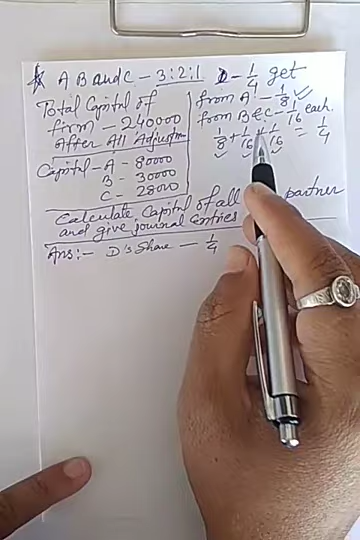 * A B and C - 3:2:1 D - 1/4 get
Total Capital of
firm - 240000
After All Adjustm
from A - 1/8 ✓
from B & C - 1/16 each.
1/8 + 1/16 + 1/16 = 1/4
Capital - A - 80000
B - 30000
C - 28000
Calculate Capital of all partner
and give journal entries
Ans:- D's Share - 1/4